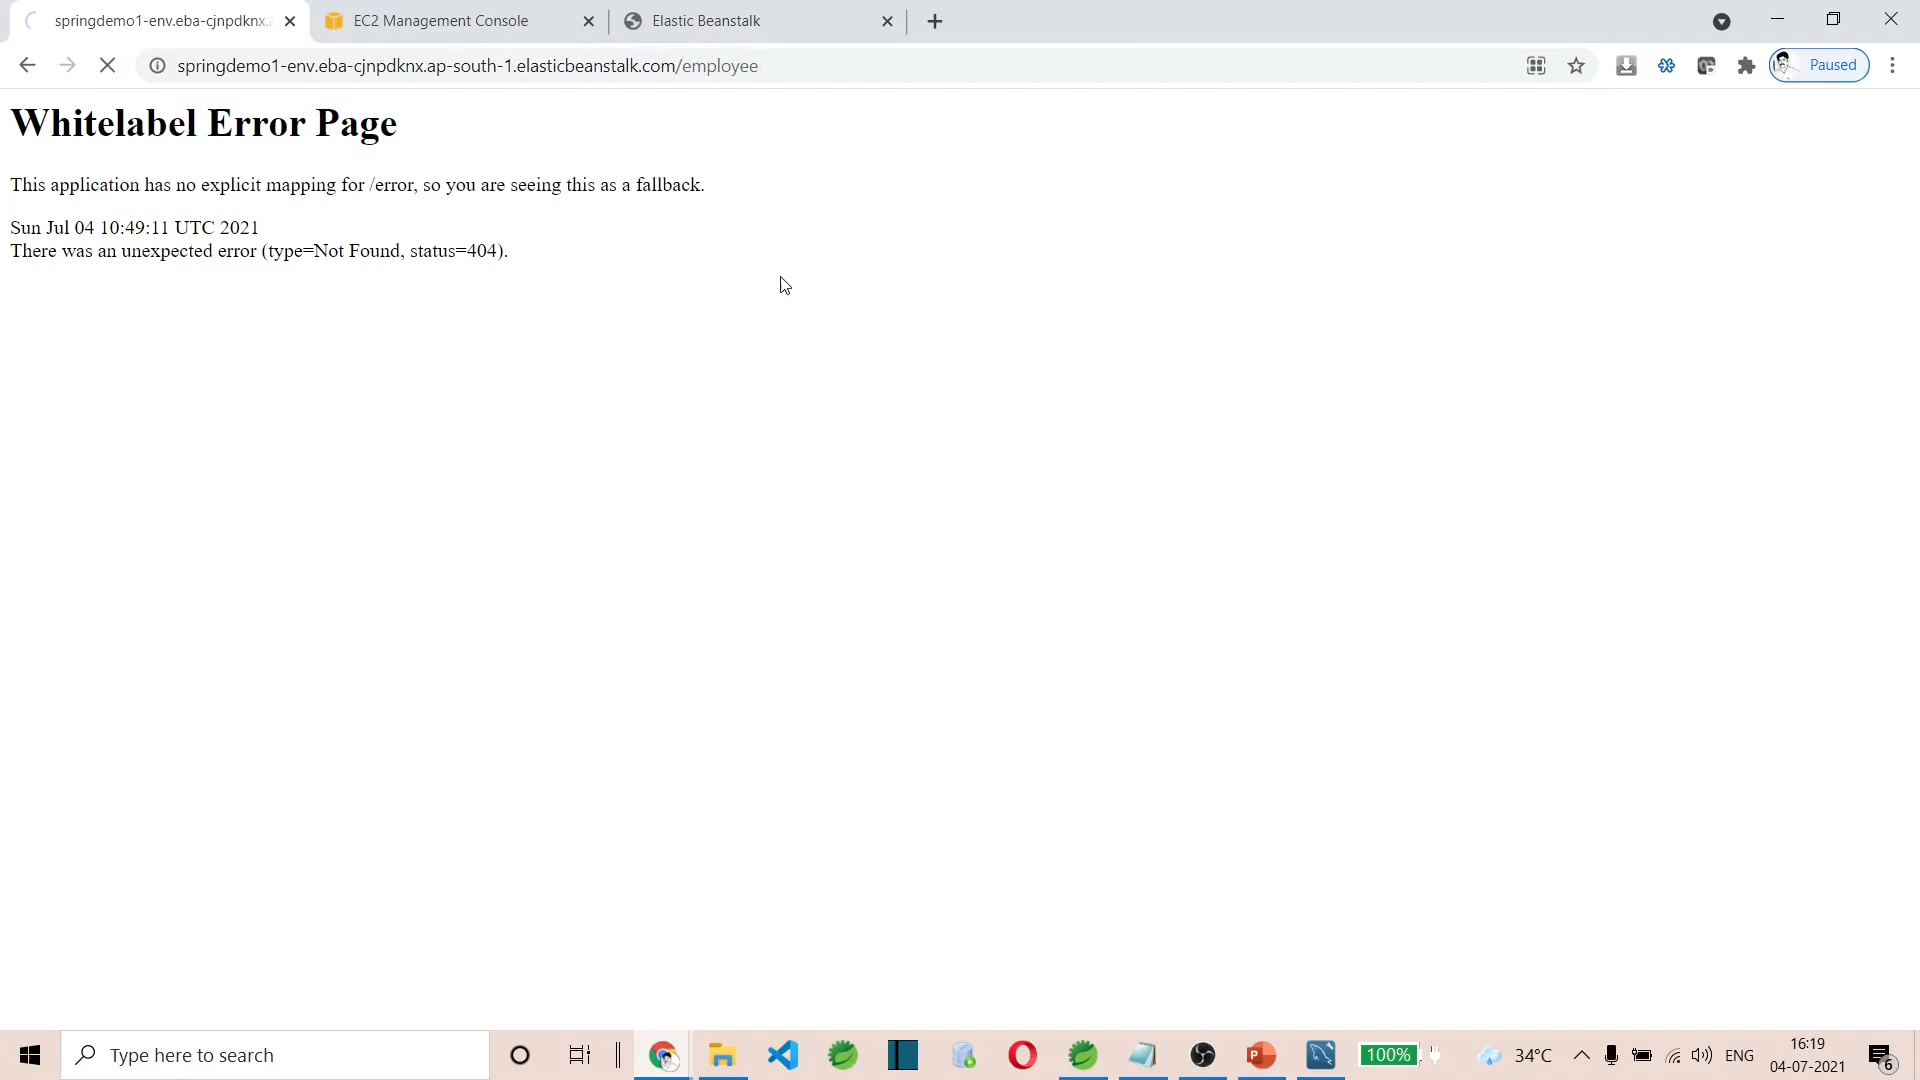 springdemo1-env.eba-cjnpdknx.
EC2 Management Console
Elastic Beanstalk
springdemo1-env.eba-cjnpdknx.ap-south-1.elasticbeanstalk.com/employee
Paused
Whitelabel Error Page
This application has no explicit mapping for /error, so you are seeing this as a fallback.
Sun Jul 04 10:49:11 UTC 2021
There was an unexpected error (type=Not Found, status=404).
Type here to search
100%
34°C
ENG
16:19
04-07-2021
6